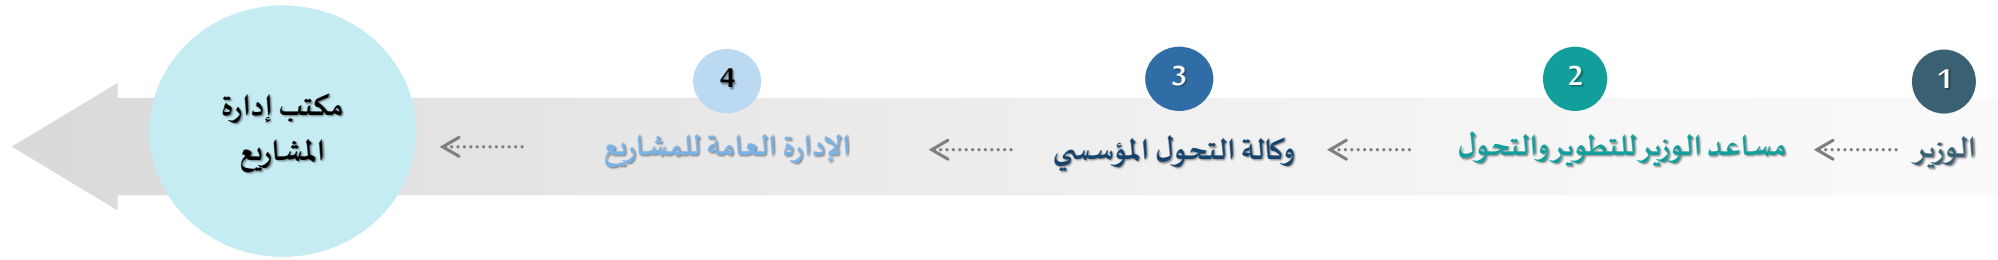 1
الوزير
2
مساعد الوزير للتطوير والتحول
3
وكالة التحول المؤسسي
4
الإدارة العامة للمشاريع
مكتب إدارة
المشاريع